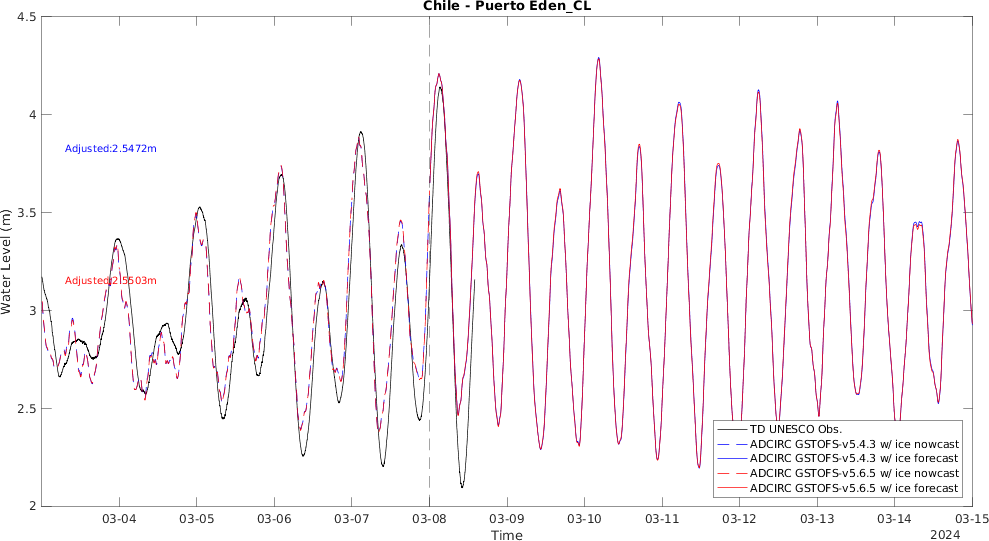 Chile - Puerto Eden_CL
4.5
4
3.5
3
2.5
2
Water Level (m)
Adjusted:2.5472m
Adjusted:2.5503m
TD UNESCO Obs.
ADCIRC GSTOFS-v5.4.3 w/ ice nowcast
ADCIRC GSTOFS-v5.4.3 w/ ice forecast
ADCIRC GSTOFS-v5.6.5 w/ ice nowcast
ADCIRC GSTOFS-v5.6.5 w/ ice forecast
03-04 03-05 03-06 03-07 03-08 03-09 03-10 03-11 03-12 03-13 03-14 03-15
Time
2024